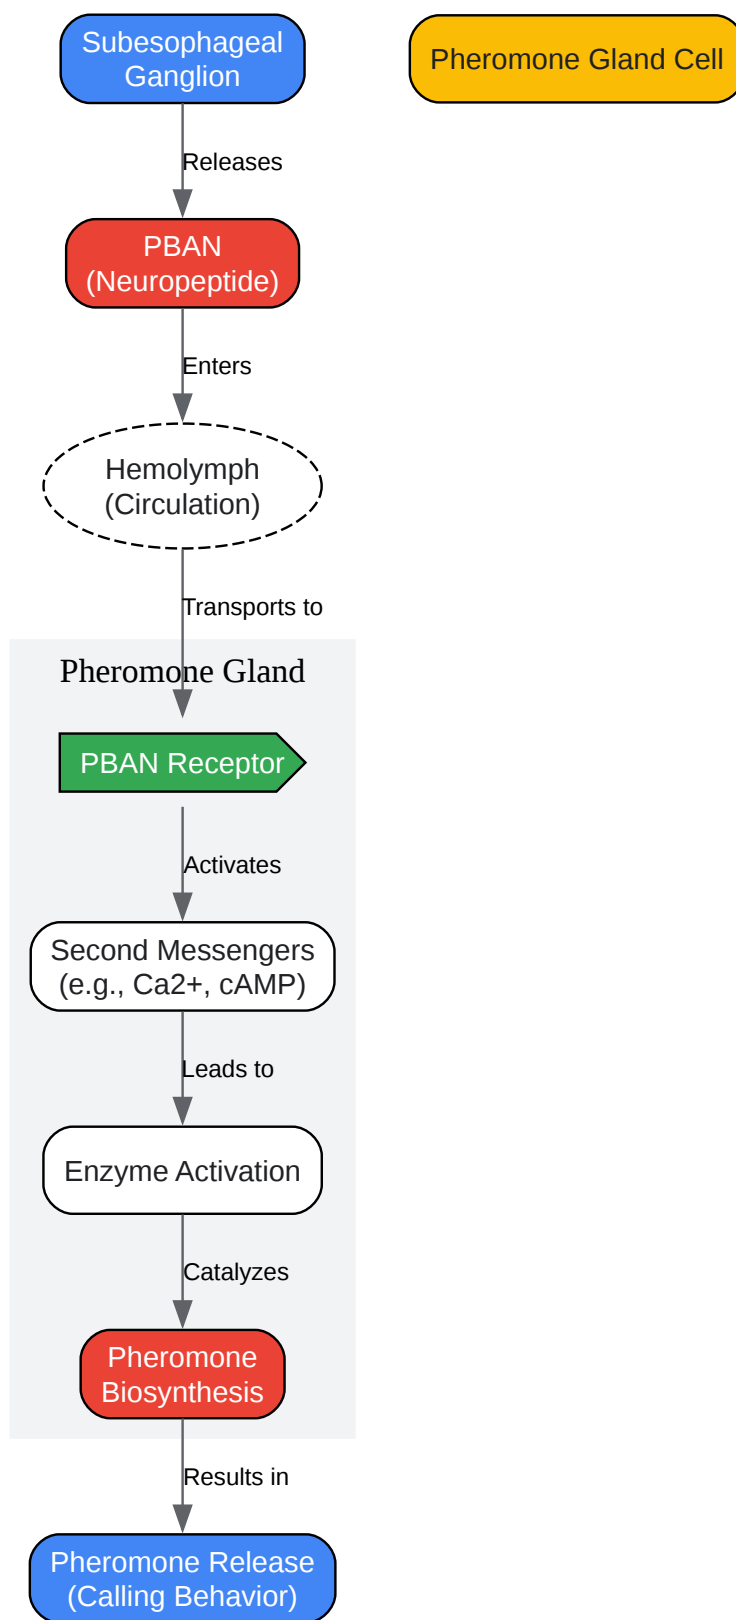 Subesophageal
Ganglion
Pheromone Gland Cell
Releases
PBAN
(Neuropeptide)
Enters
Hemolymph
(Circulation)
Transports to
Pheromone Gland
PBAN Receptor
Activates
Second Messengers
(e.g., Ca2+, cAMP)
Leads to
Enzyme Activation
Catalyzes
Pheromone
Biosynthesis
Results in
Pheromone Release
(Calling Behavior)